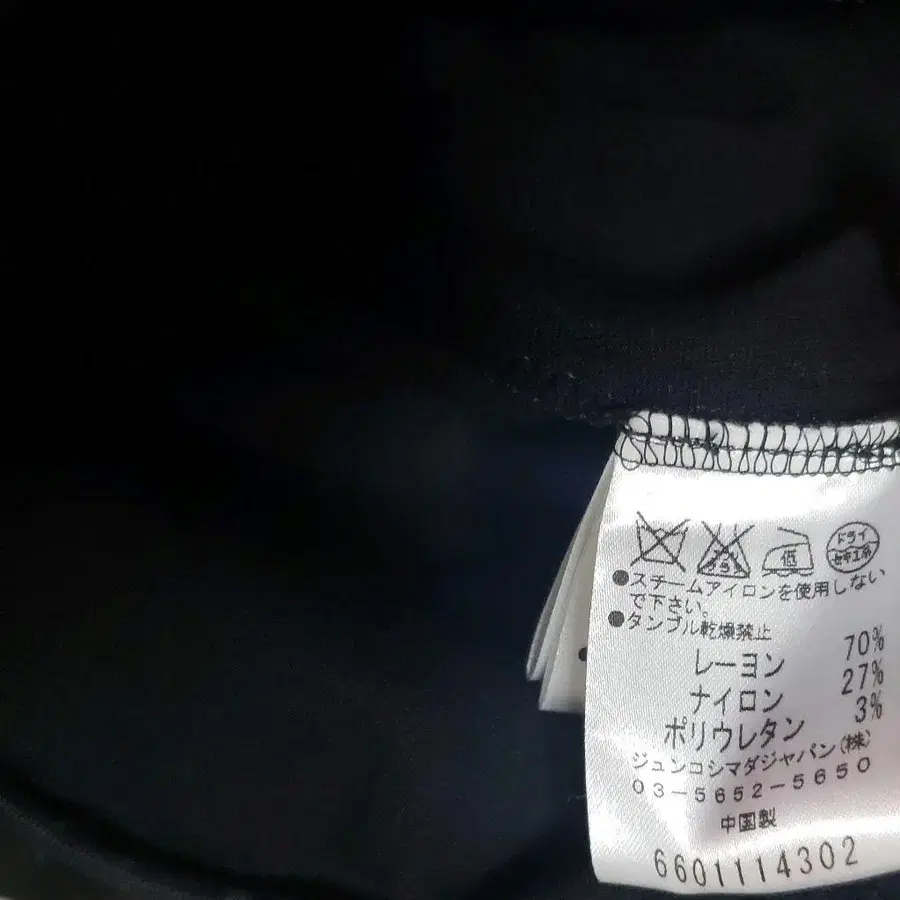 低 ドライ
●スチームアイロンを使用しない
で下さい。
●タンブル乾燥禁止
レーヨン 70%
ナイロン 27%
ポリウレタン 3%
ジュンコシマダジャパン(株)
03-5652-5650
中国製
6601114302